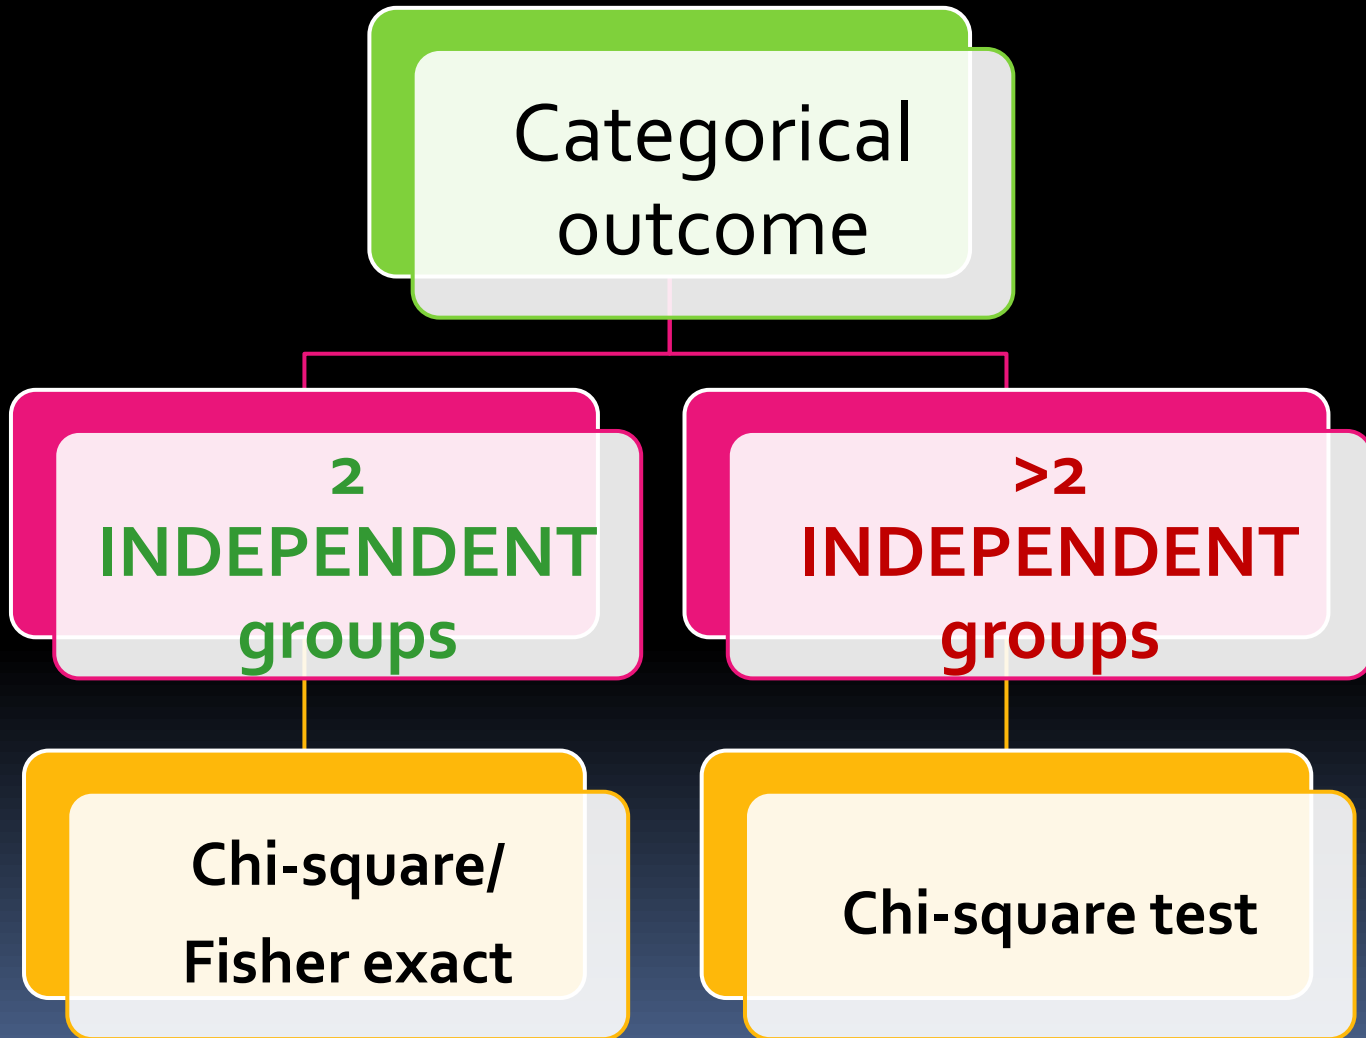 Categorical
outcome
2
INDEPENDENT
groups
>2
INDEPENDENT
groups
Chi-square/
Fisher exact
Chi-square test